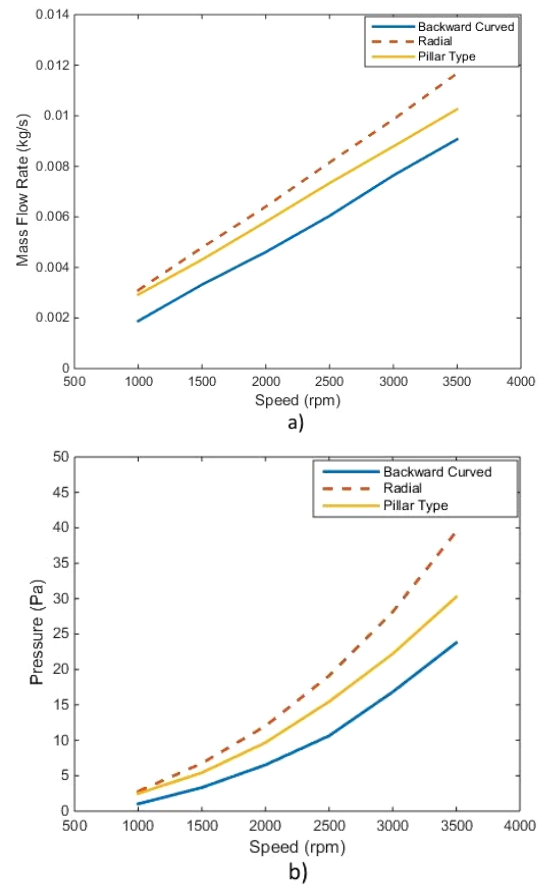 0.014
0.012
0.01
0.008
0.006
0.004
0.002
0
Mass Flow Rate (kg/s)
Backward Curved
Radial
Pillar Type
500 1000 1500 2000 2500 3000 3500 4000
Speed (rpm)
a)
50
45
40
35
30
25
20
15
10
5
0
Pressure (Pa)
Backward Curved
Radial
Pillar Type
500 1000 1500 2000 2500 3000 3500 4000
Speed (rpm)
b)